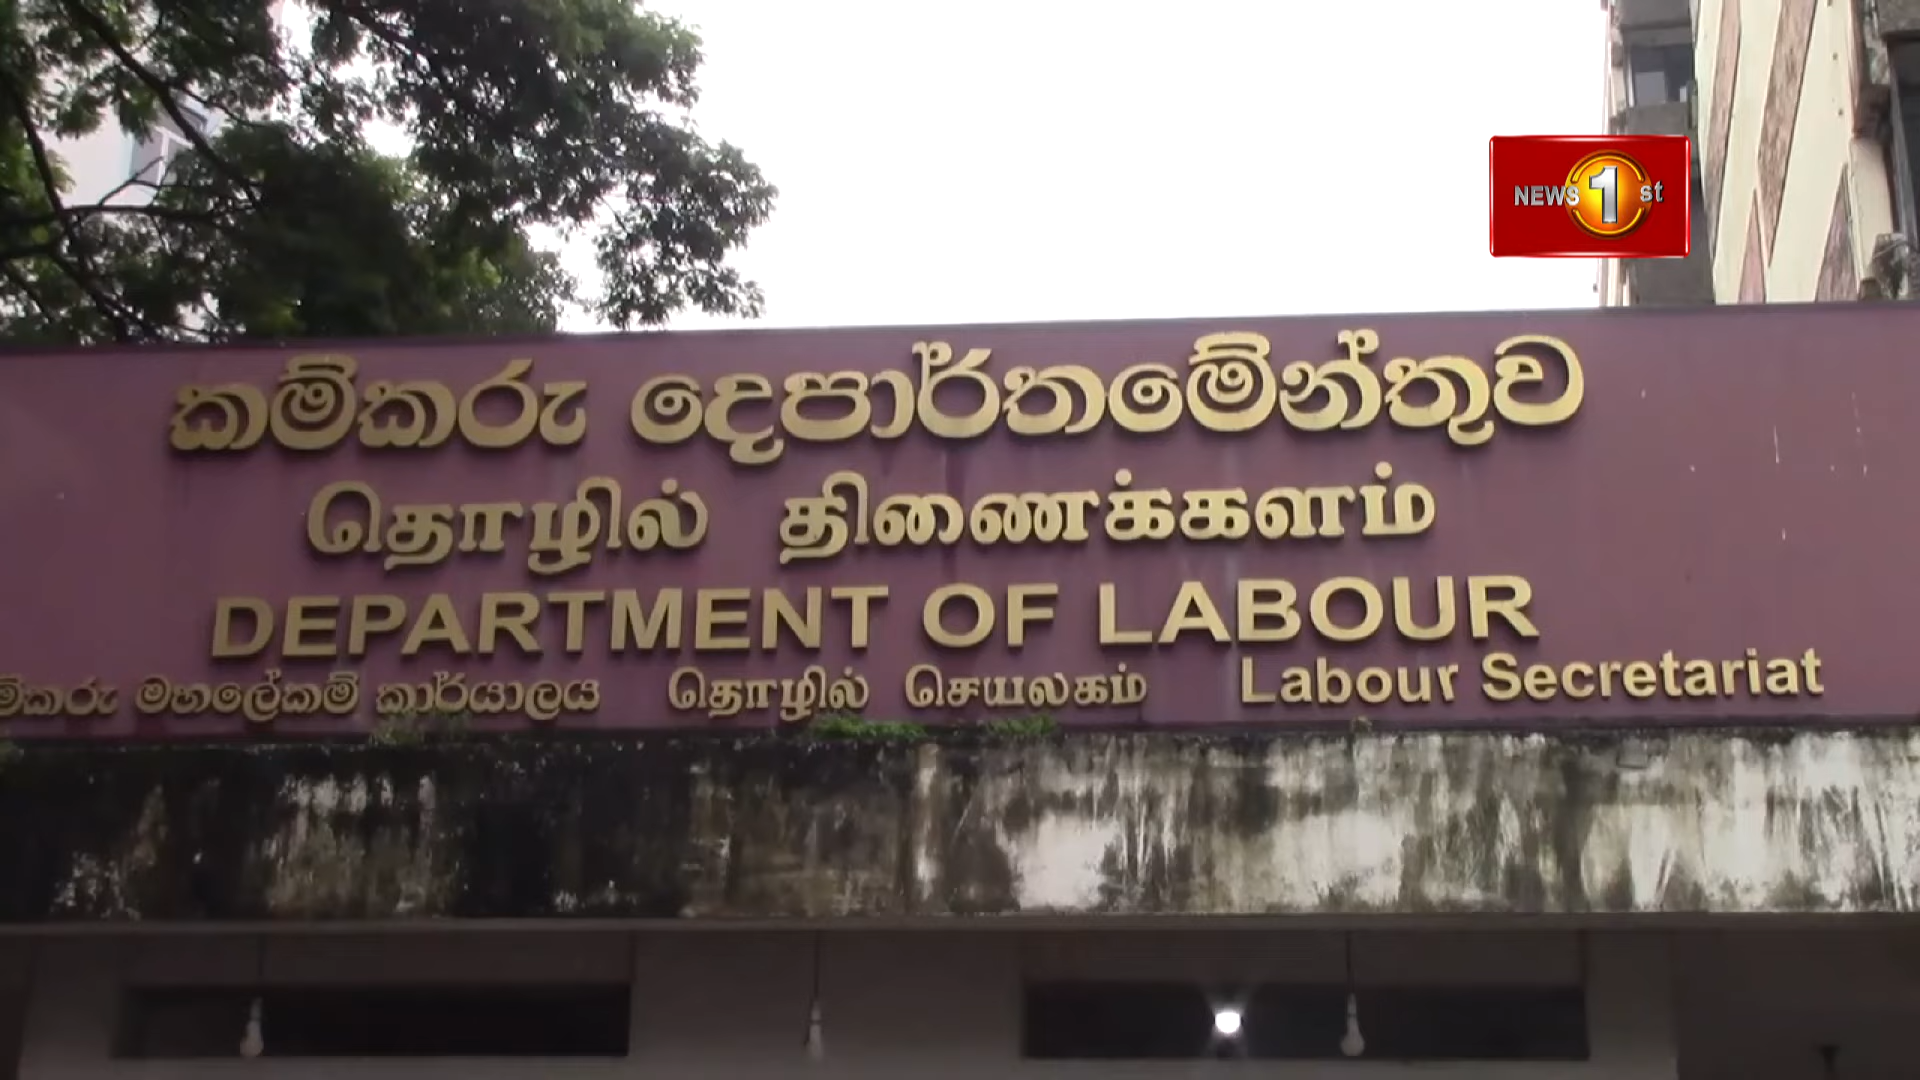 NEWS 1st
කම්කරු දෙපාර්තමේන්තුව
தொழில் திணைக்களம்
DEPARTMENT OF LABOUR
මහලේකම් කාර්යාලය தொழில் செயலகம் Labour Secretariat